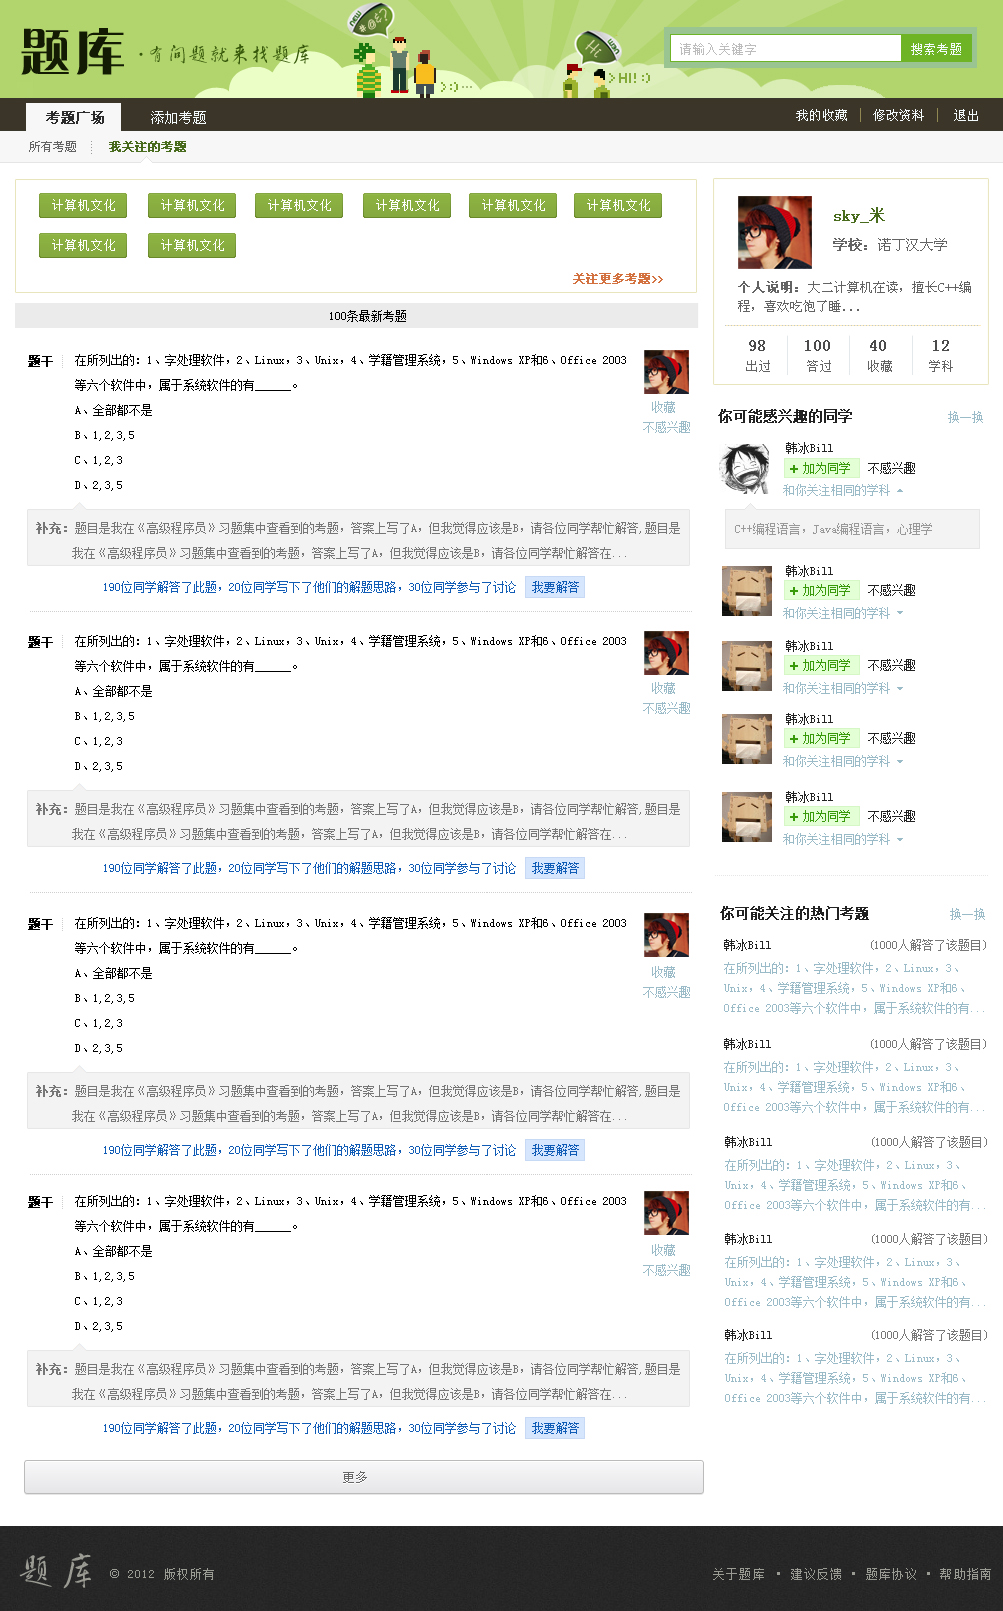 题库
·有问题就来找题库
new
#@¿?
Hi
>:○…
>HI! :)
请输入关键字
搜索考题
考题广场
添加考题
我的收藏
修改资料
退出
所有考题
我关注的考题
计算机文化 计算机文化 计算机文化 计算机文化 计算机文化 计算机文化
计算机文化 计算机文化
关注更多考题>>
100条最新考题
题干
在所列出的：1、字处理软件，2、Linux，3、Unix，4、学籍管理系统，5、Windows XP和6、Office 2003
等六个软件中，属于系统软件的有______。
A、全部都不是
B、1,2,3,5
C、1,2,3
D、2,3,5
收藏
不感兴趣
补充：题目是我在《高级程序员》习题集中查看到的考题，答案上写了A，但我觉得应该是B，请各位同学帮忙解答,题目是
我在《高级程序员》习题集中查看到的考题，答案上写了A，但我觉得应该是B，请各位同学帮忙解答在...
190位同学解答了此题，20位同学写下了他们的解题思路，30位同学参与了讨论 我要解答
题干
在所列出的：1、字处理软件，2、Linux，3、Unix，4、学籍管理系统，5、Windows XP和6、Office 2003
等六个软件中，属于系统软件的有______。
A、全部都不是
B、1,2,3,5
C、1,2,3
D、2,3,5
收藏
不感兴趣
补充：题目是我在《高级程序员》习题集中查看到的考题，答案上写了A，但我觉得应该是B，请各位同学帮忙解答,题目是
我在《高级程序员》习题集中查看到的考题，答案上写了A，但我觉得应该是B，请各位同学帮忙解答在...
190位同学解答了此题，20位同学写下了他们的解题思路，30位同学参与了讨论 我要解答
题干
在所列出的：1、字处理软件，2、Linux，3、Unix，4、学籍管理系统，5、Windows XP和6、Office 2003
等六个软件中，属于系统软件的有______。
A、全部都不是
B、1,2,3,5
C、1,2,3
D、2,3,5
收藏
不感兴趣
补充：题目是我在《高级程序员》习题集中查看到的考题，答案上写了A，但我觉得应该是B，请各位同学帮忙解答,题目是
我在《高级程序员》习题集中查看到的考题，答案上写了A，但我觉得应该是B，请各位同学帮忙解答在...
190位同学解答了此题，20位同学写下了他们的解题思路，30位同学参与了讨论 我要解答
题干
在所列出的：1、字处理软件，2、Linux，3、Unix，4、学籍管理系统，5、Windows XP和6、Office 2003
等六个软件中，属于系统软件的有______。
A、全部都不是
B、1,2,3,5
C、1,2,3
D、2,3,5
收藏
不感兴趣
补充：题目是我在《高级程序员》习题集中查看到的考题，答案上写了A，但我觉得应该是B，请各位同学帮忙解答,题目是
我在《高级程序员》习题集中查看到的考题，答案上写了A，但我觉得应该是B，请各位同学帮忙解答在...
190位同学解答了此题，20位同学写下了他们的解题思路，30位同学参与了讨论 我要解答
更多
sky_米
学校：诺丁汉大学
个人说明：大二计算机在读，擅长C++编
程，喜欢吃饱了睡...
98 100 40 12
出过 答过 收藏 学科
你可能感兴趣的同学 换一换
韩冰Bill
+ 加为同学 不感兴趣
和你关注相同的学科
C++编程语言，Java编程语言，心理学
韩冰Bill
+ 加为同学 不感兴趣
和你关注相同的学科
韩冰Bill
+ 加为同学 不感兴趣
和你关注相同的学科
韩冰Bill
+ 加为同学 不感兴趣
和你关注相同的学科
韩冰Bill
+ 加为同学 不感兴趣
和你关注相同的学科
你可能关注的热门考题 换一换
韩冰Bill (1000人解答了该题目)
在所列出的：1、字处理软件，2、Linux，3、
Unix，4、学籍管理系统，5、Windows XP和6、
Office 2003等六个软件中，属于系统软件的有...
韩冰Bill (1000人解答了该题目)
在所列出的：1、字处理软件，2、Linux，3、
Unix，4、学籍管理系统，5、Windows XP和6、
Office 2003等六个软件中，属于系统软件的有...
韩冰Bill (1000人解答了该题目)
在所列出的：1、字处理软件，2、Linux，3、
Unix，4、学籍管理系统，5、Windows XP和6、
Office 2003等六个软件中，属于系统软件的有...
韩冰Bill (1000人解答了该题目)
在所列出的：1、字处理软件，2、Linux，3、
Unix，4、学籍管理系统，5、Windows XP和6、
Office 2003等六个软件中，属于系统软件的有...
韩冰Bill (1000人解答了该题目)
在所列出的：1、字处理软件，2、Linux，3、
Unix，4、学籍管理系统，5、Windows XP和6、
Office 2003等六个软件中，属于系统软件的有...
题库 © 2012 版权所有
关于题库 • 建议反馈 • 题库协议 • 帮助指南